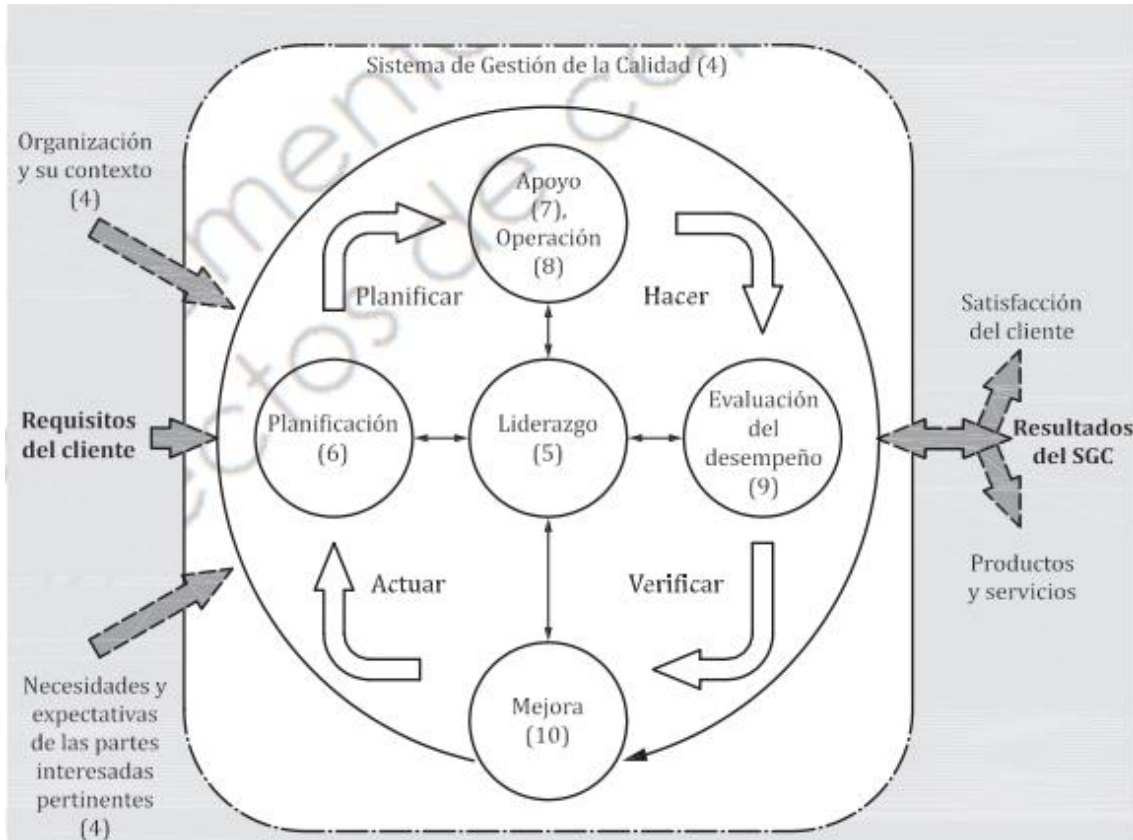 Sistema de Gestión de la Calidad (4)
Organización
y su contexto
(4)
Apoyo
(7),
Operación
(8)
Planificar
Hacer
Satisfacción
del cliente
Requisitos
del cliente
Planificación
(6)
Liderazgo
(5)
Evaluación
del
desempeño
(9)
Resultados
del SGC
Actuar
Verificar
Productos
y servicios
Necesidades y
expectativas
de las partes
interesadas
pertinentes
(4)
Mejora
(10)